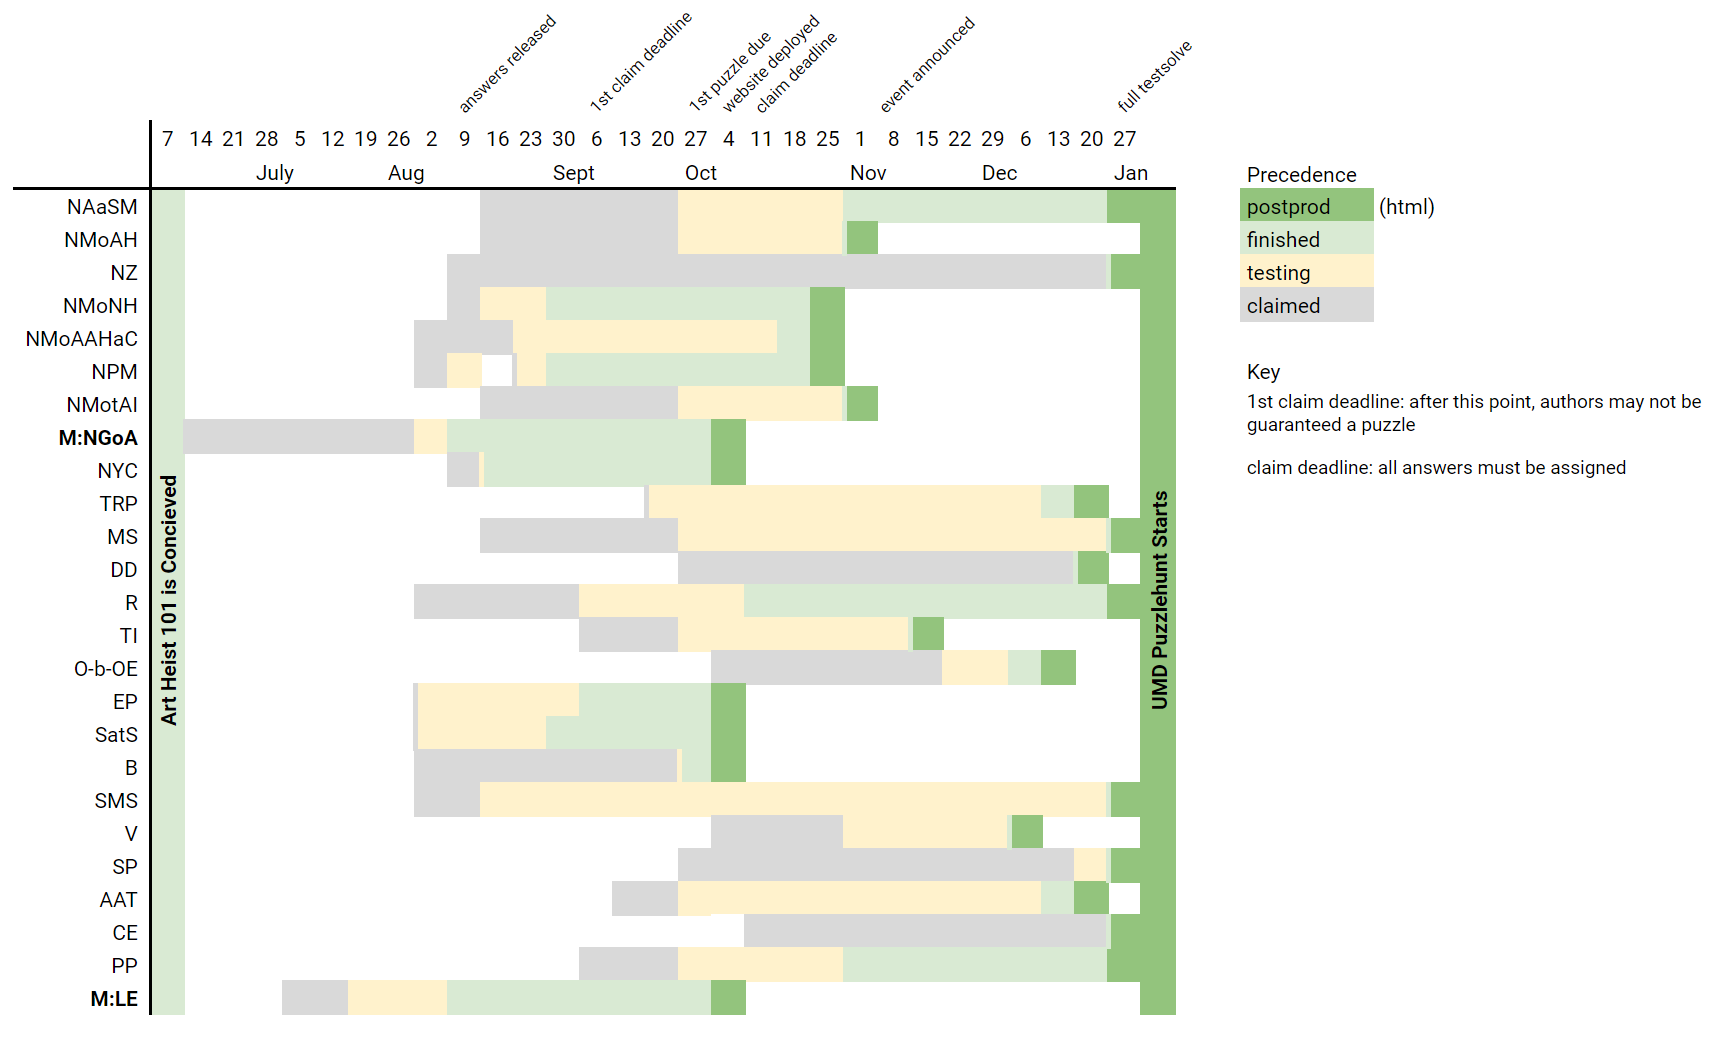 answers released
1st claim deadline
1st puzzle due
website deployed
claim deadline
event announced
full testsolve
7 14 21 28 5 12 19 26 2 9 16 23 30 6 13 20 27 4 11 18 25 1 8 15 22 29 6 13 20 27
July Aug Sept Oct Nov Dec Jan
NAaSM
NMoAH
NZ
NMoNH
NMoAAHaC
NPM
NMotAI
M:NGoA
NYC
TRP
MS
DD
R
TI
O-b-OE
EP
SatS
B
SMS
V
SP
AAT
CE
PP
M:LE
Art Heist 101 is Concieved
UMD Puzzlehunt Starts
Precedence
postprod (html)
finished
testing
claimed
Key
1st claim deadline: after this point, authors may not be
guaranteed a puzzle
claim deadline: all answers must be assigned